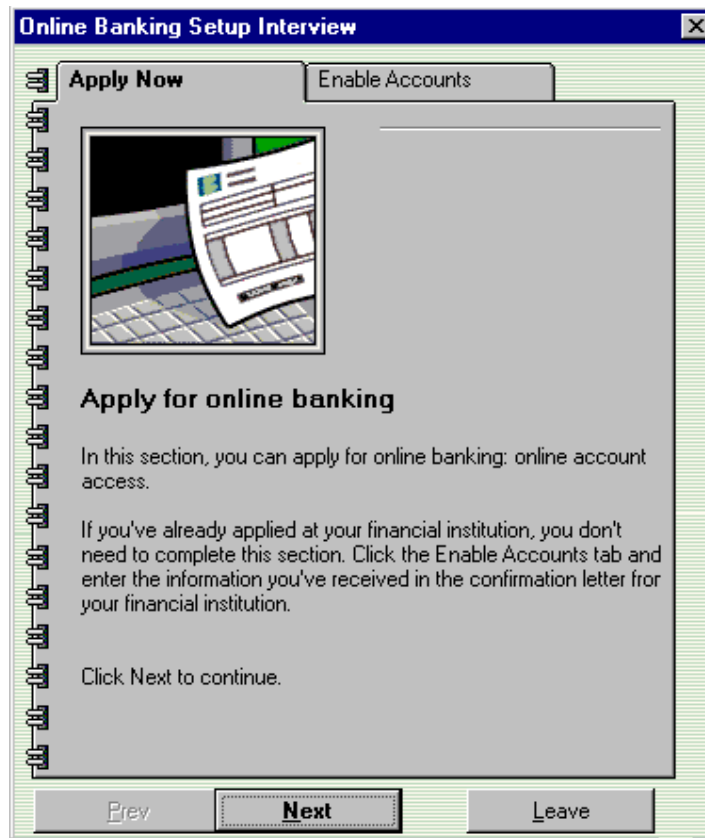 Online Banking Setup Interview
Apply Now
Enable Accounts
Apply for online banking
In this section, you can apply for online banking: online account
access.
If you've already applied at your financial institution, you don't
need to complete this section. Click the Enable Accounts tab and
enter the information you've received in the confirmation letter fror
your financial institution.
Click Next to continue.
Prev
Next
Leave